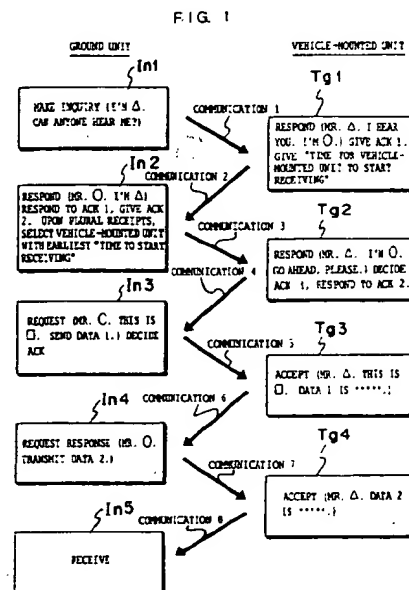 FIG. 1
GROUND UNIT
VEHICLE-MOUNTED UNIT
In1
MAKE INQUIRY (I'M Δ.
CAN ANYONE HEAR ME?)
COMMUNICATION 1
Tg1
RESPOND (MR. Δ. I HEAR
YOU. I'M O.) GIVE ACK 1.
GIVE "TIME FOR VEHICLE-
MOUNTED UNIT TO START
RECEIVING"
In2
COMMUNICATION 2
RESPOND (MR. O. I'M Δ)
RESPOND TO ACK 1, GIVE ACK
2. UPON PLURAL RECEIPTS,
SELECT VEHICLE-MOUNTED UNIT
WITH EARLIEST "TIME TO START
RECEIVING"
COMMUNICATION 3
Tg2
RESPOND (MR. Δ. I'M O.
GO AHEAD, PLEASE.) DECIDE
ACK 1, RESPOND TO ACK 2.
COMMUNICATION 4
In3
REQUEST (MR. C. THIS IS
□. SEND DATA 1.) DECIDE
ACK
COMMUNICATION 5
Tg3
ACCEPT (MR. Δ. THIS IS
O. DATA 1 IS *****.)
In4
COMMUNICATION 6
REQUEST RESPONSE (MR. O.
TRANSMIT DATA 2.)
COMMUNICATION 7
Tg4
ACCEPT (MR. Δ. DATA 2
IS *****.)
In5
COMMUNICATION 8
RECEIVE